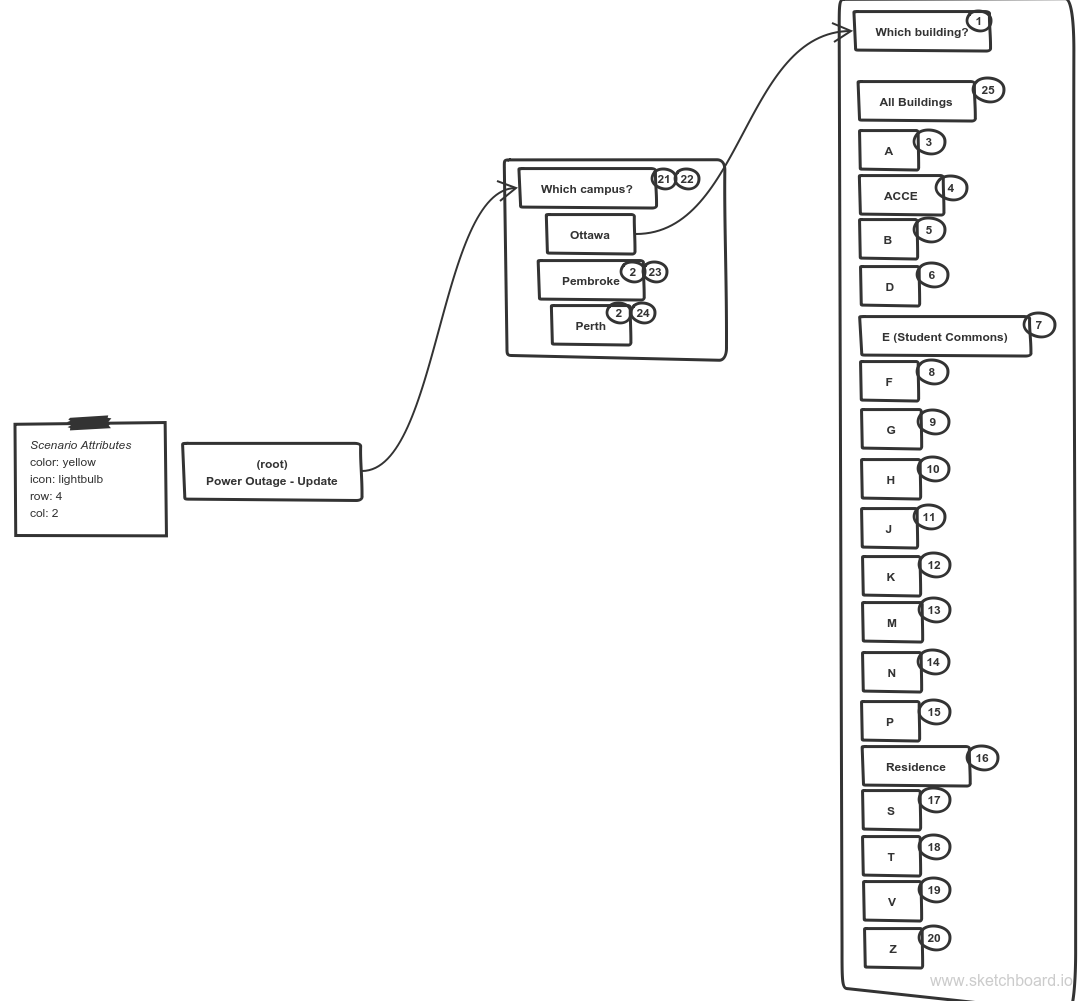 Scenario Attributes
color: yellow
icon: lightbulb
row: 4
col: 2
(root)
Power Outage - Update
Which campus?
21
22
Ottawa
Pembroke
2
23
Perth
2
24
Which building?
1
All Buildings
25
A
3
ACCE
4
B
5
D
6
E (Student Commons)
7
F
8
G
9
H
10
J
11
K
12
M
13
N
14
P
15
Residence
16
S
17
T
18
V
19
Z
20
www.sketchboard.io